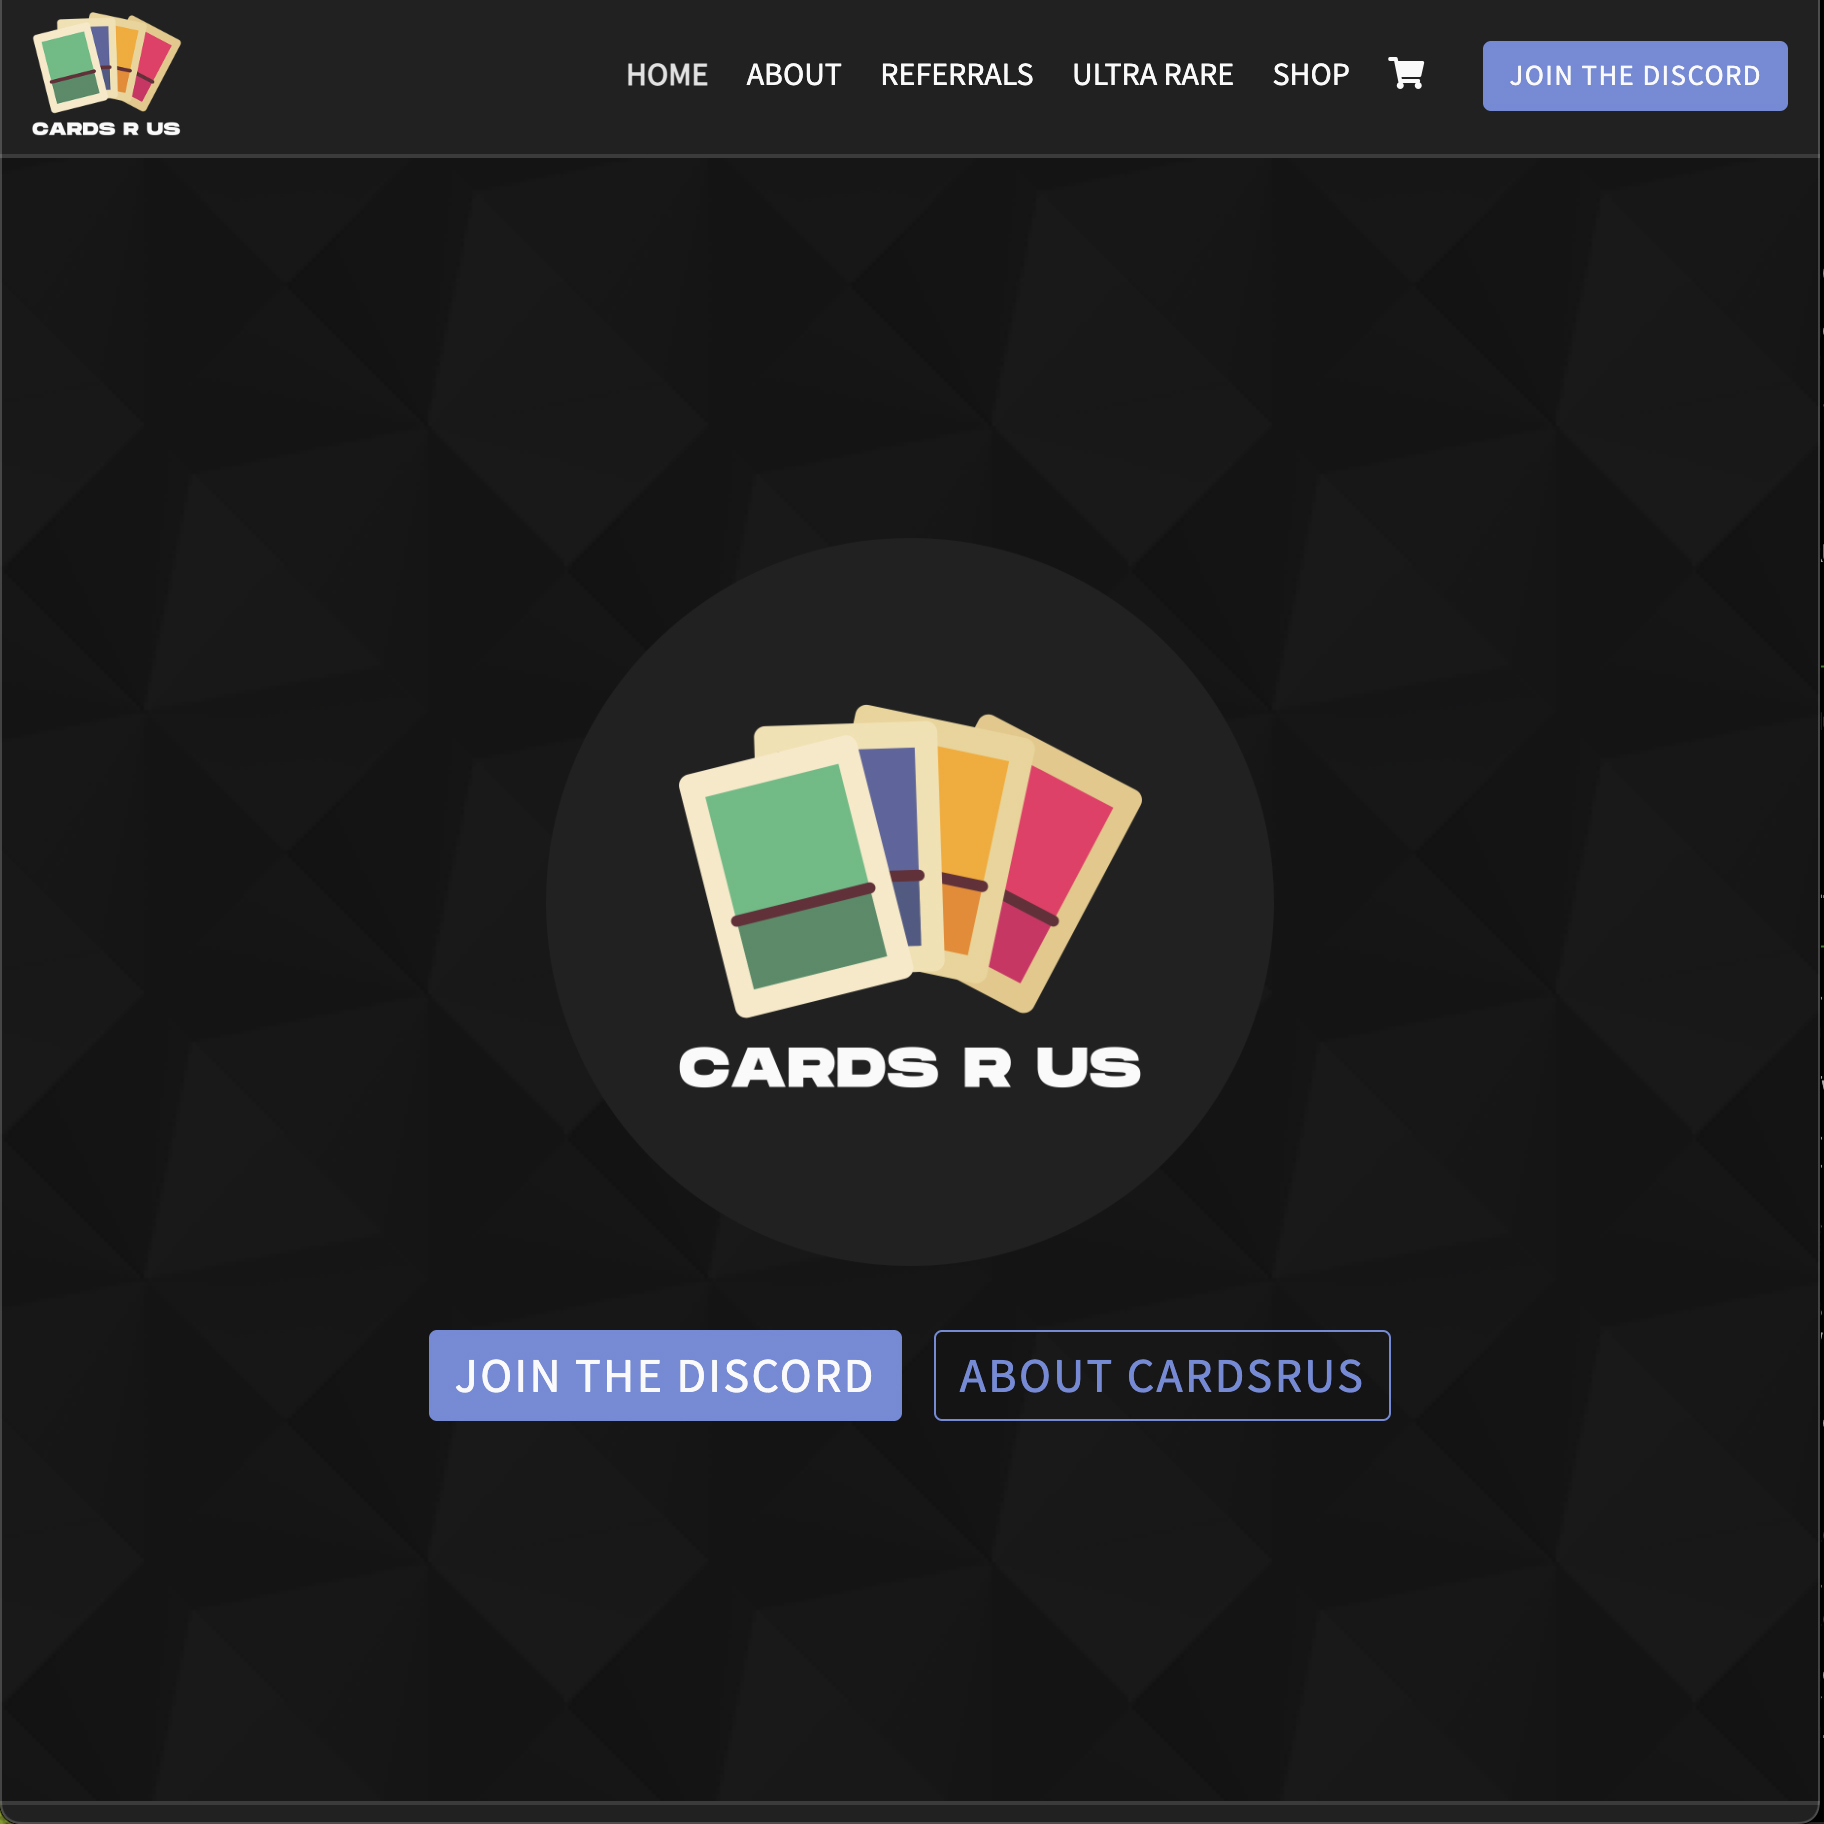 CARDS R US
HOME ABOUT REFERRALS ULTRA RARE SHOP JOIN THE DISCORD
CARDS R US
JOIN THE DISCORD ABOUT CARDSRUS